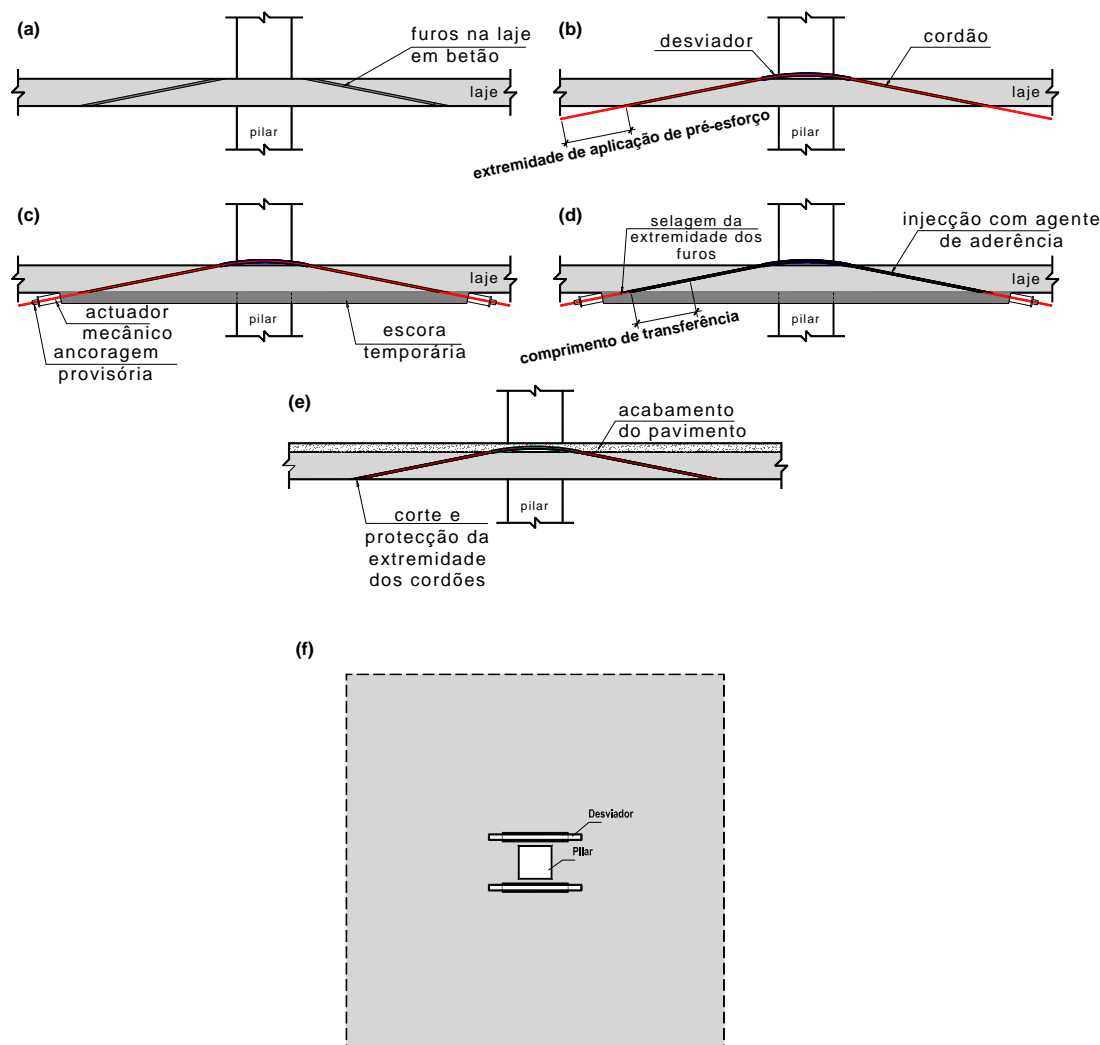 (a)
furos na laje
em betão
laje
pilar
(b)
desviador
cordão
laje
pilar
extremidade de aplicação de pré-esforço
(c)
laje
pilar
actuador
mecânico
ancoragem
provisória
escora
temporária
(d)
selagem da
extremidade dos
furos
injecção com agente
de aderência
laje
pilar
comprimento de transferência
(e)
acabamento
do pavimento
pilar
corte e
protecção da
extremidade
dos cordões
(f)
Desviador
Pilar